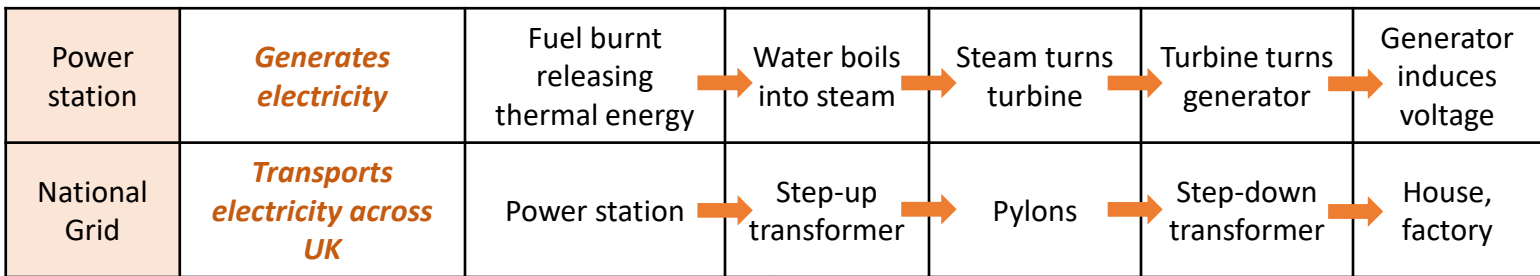 Power
station
Generates
electricity
Fuel burnt
releasing
thermal energy
Water boils
into steam
Steam turns
turbine
Turbine turns
generator
Generator
induces
voltage
National
Grid
Transports
electricity across
UK
Power station
Step-up
transformer
Pylons
Step-down
transformer
House,
factory